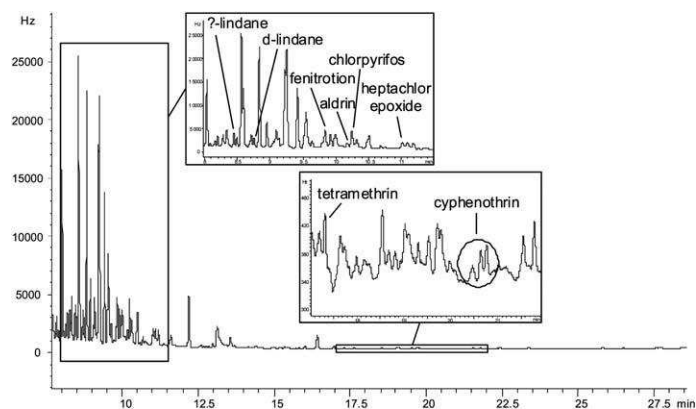 Hz
?-lindane
d-lindane
chlorpyrifos
fenitrotion
heptachlor
aldrin
epoxide
25000
20000
tetramethrin
cyphenothrin
15000
10000
5000
0
10
12.5
15
17.5
20
22.5
25
27.5 min